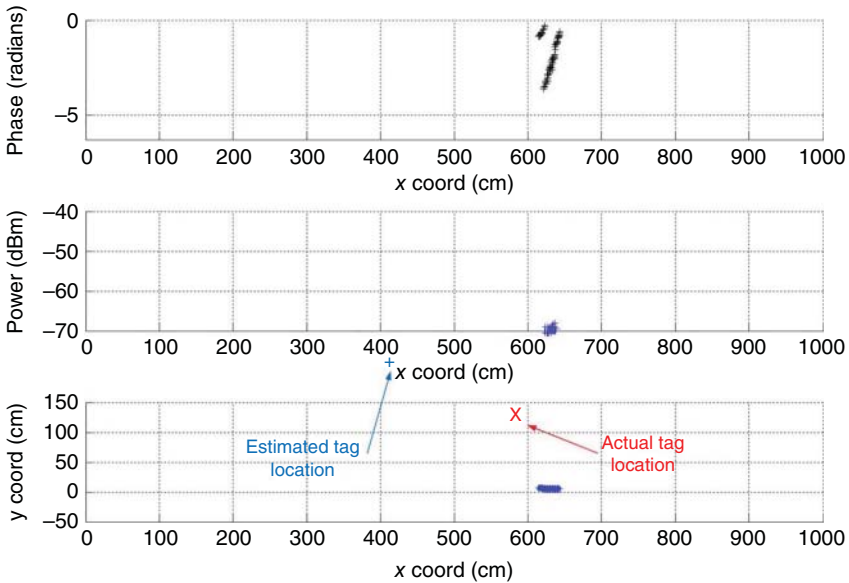 Phase (radians)
0
−5
0 100 200 300 400 500 600 700 800 900 1000
x coord (cm)
Power (dBm)
−40
−50
−60
−70
0 100 200 300 400 500 600 700 800 900 1000
+
x coord (cm)
y coord (cm)
150
100
50
0
−50
X
Estimated tag
location
Actual tag
location
0 100 200 300 400 500 600 700 800 900 1000
x coord (cm)